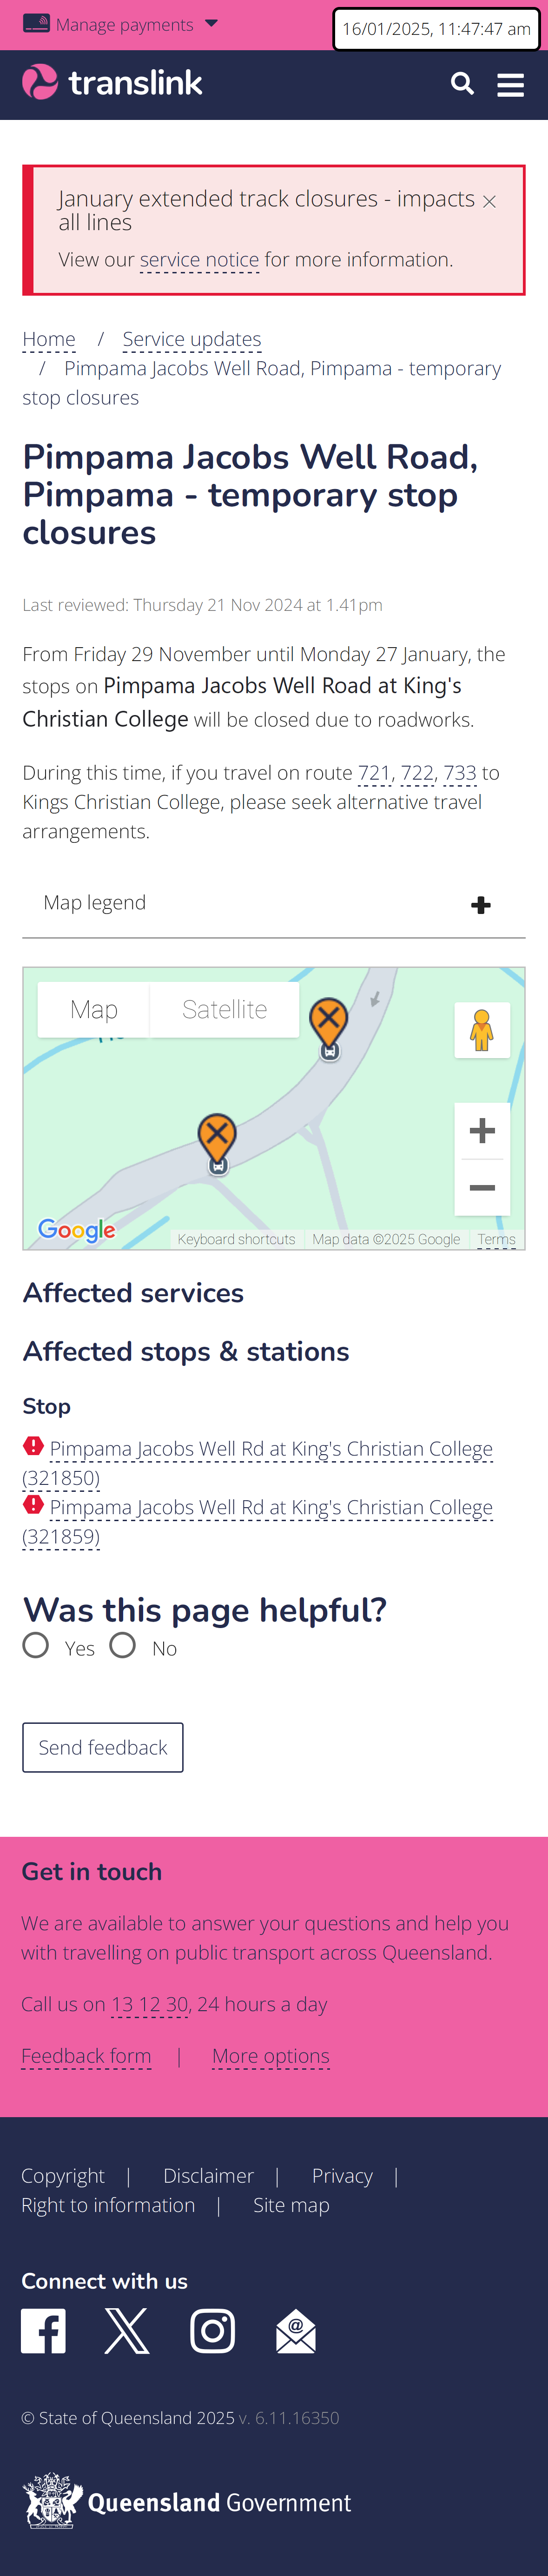 Manage payments
16/01/2025, 11:47:47 am
translink
January extended track closures - impacts
all lines
View our service notice for more information.
Home / Service updates
/ Pimpama Jacobs Well Road, Pimpama - temporary
stop closures
Pimpama Jacobs Well Road,
Pimpama - temporary stop
closures
Last reviewed: Thursday 21 Nov 2024 at 1.41pm
From Friday 29 November until Monday 27 January, the
stops on Pimpama Jacobs Well Road at King's
Christian College will be closed due to roadworks.
During this time, if you travel on route 721, 722, 733 to
Kings Christian College, please seek alternative travel
arrangements.
Map legend
Map Satellite
Google
Keyboard shortcuts Map data ©2025 Google Terms
Affected services
Affected stops & stations
Stop
Pimpama Jacobs Well Rd at King's Christian College
(321850)
Pimpama Jacobs Well Rd at King's Christian College
(321859)
Was this page helpful?
Yes No
Send feedback
Get in touch
We are available to answer your questions and help you
with travelling on public transport across Queensland.
Call us on 13 12 30, 24 hours a day
Feedback form | More options
Copyright | Disclaimer | Privacy |
Right to information | Site map
Connect with us
© State of Queensland 2025 v. 6.11.16350
Queensland Government